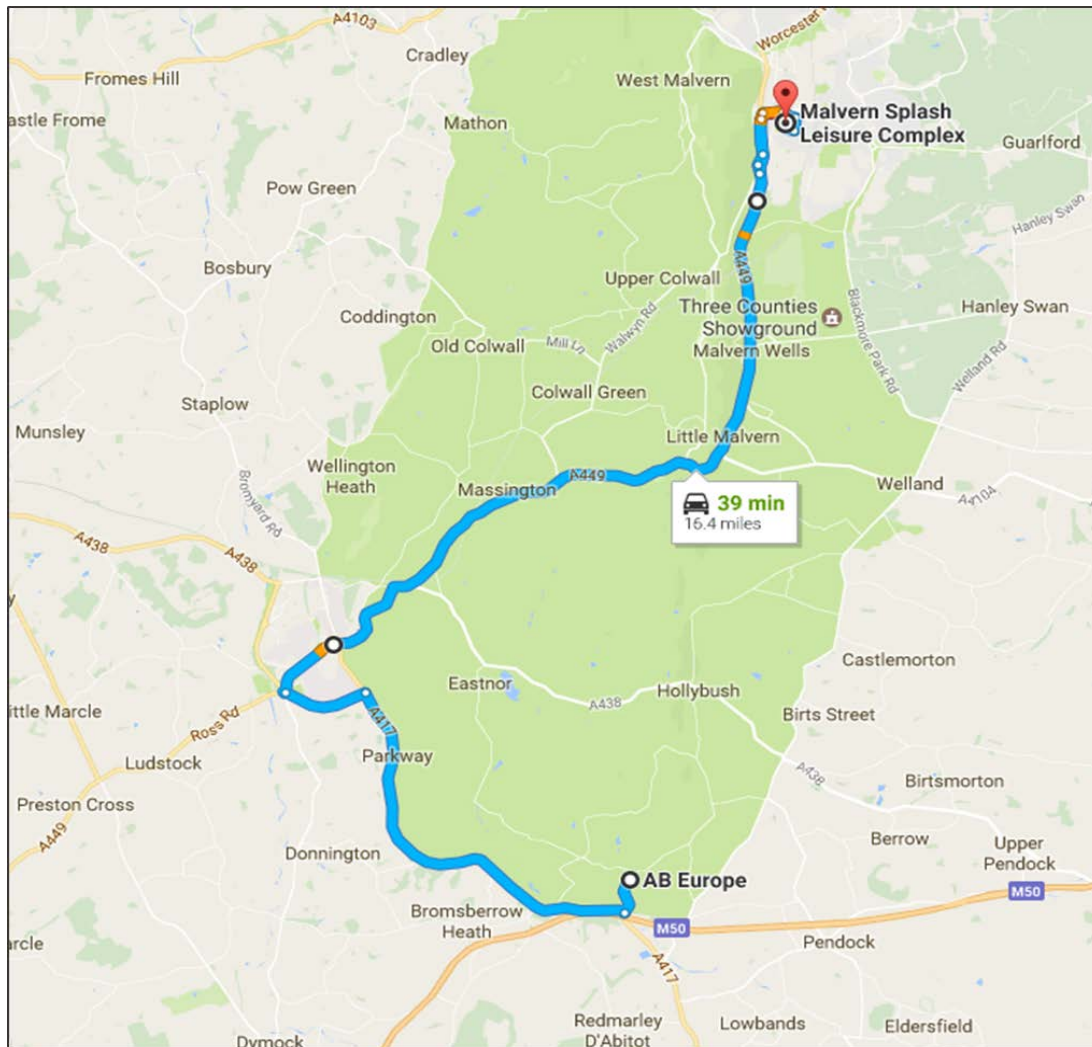 A4103
Worcester
Cradley
Fromes Hill
West Malvern
Malvern Splash
Leisure Complex
astle Frome
Mathon
Guarlford
Pow Green
Hanley Swan
Bosbury
A449
Upper Colwall
Three Counties
Showground
Hanley Swan
Coddington
Walwyn Rd
Old Colwall
Mill Ln
Malvern Wells
Blackmore Park Rd
Welland Rd
Colwall Green
Staplow
Munsley
Little Malvern
Wellington
Heath
A449
Massington
Welland
Bromyard Rd
39 min
16.4 miles
A4104
A438
A438
Castlemorton
Eastnor
Hollybush
A438
Birts Street
ittle Marcle
Ross Rd
A417
Parkway
Ludstock
A438
Birtsmorton
Preston Cross
A449
Berrow
Upper
Pendock
Donnington
AB Europe
M50
Bromsberrow
Heath
M50
Pendock
arcle
A417
Redmarley
D'Abitot
Lowbands
Eldersfield
Dymock